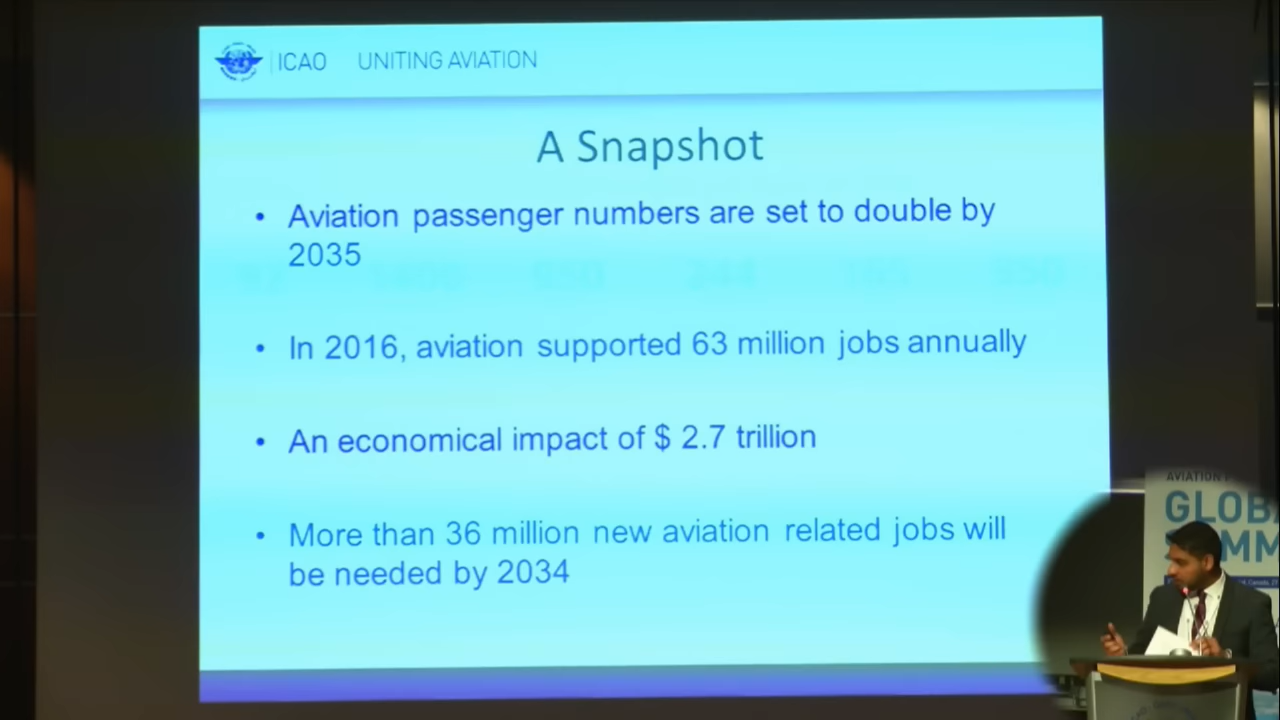 ICAO UNITING AVIATION
A Snapshot
• Aviation passenger numbers are set to double by
2035
• In 2016, aviation supported 63 million jobs annually
• An economical impact of $ 2.7 trillion
• More than 36 million new aviation related jobs will
be needed by 2034
AVIATION